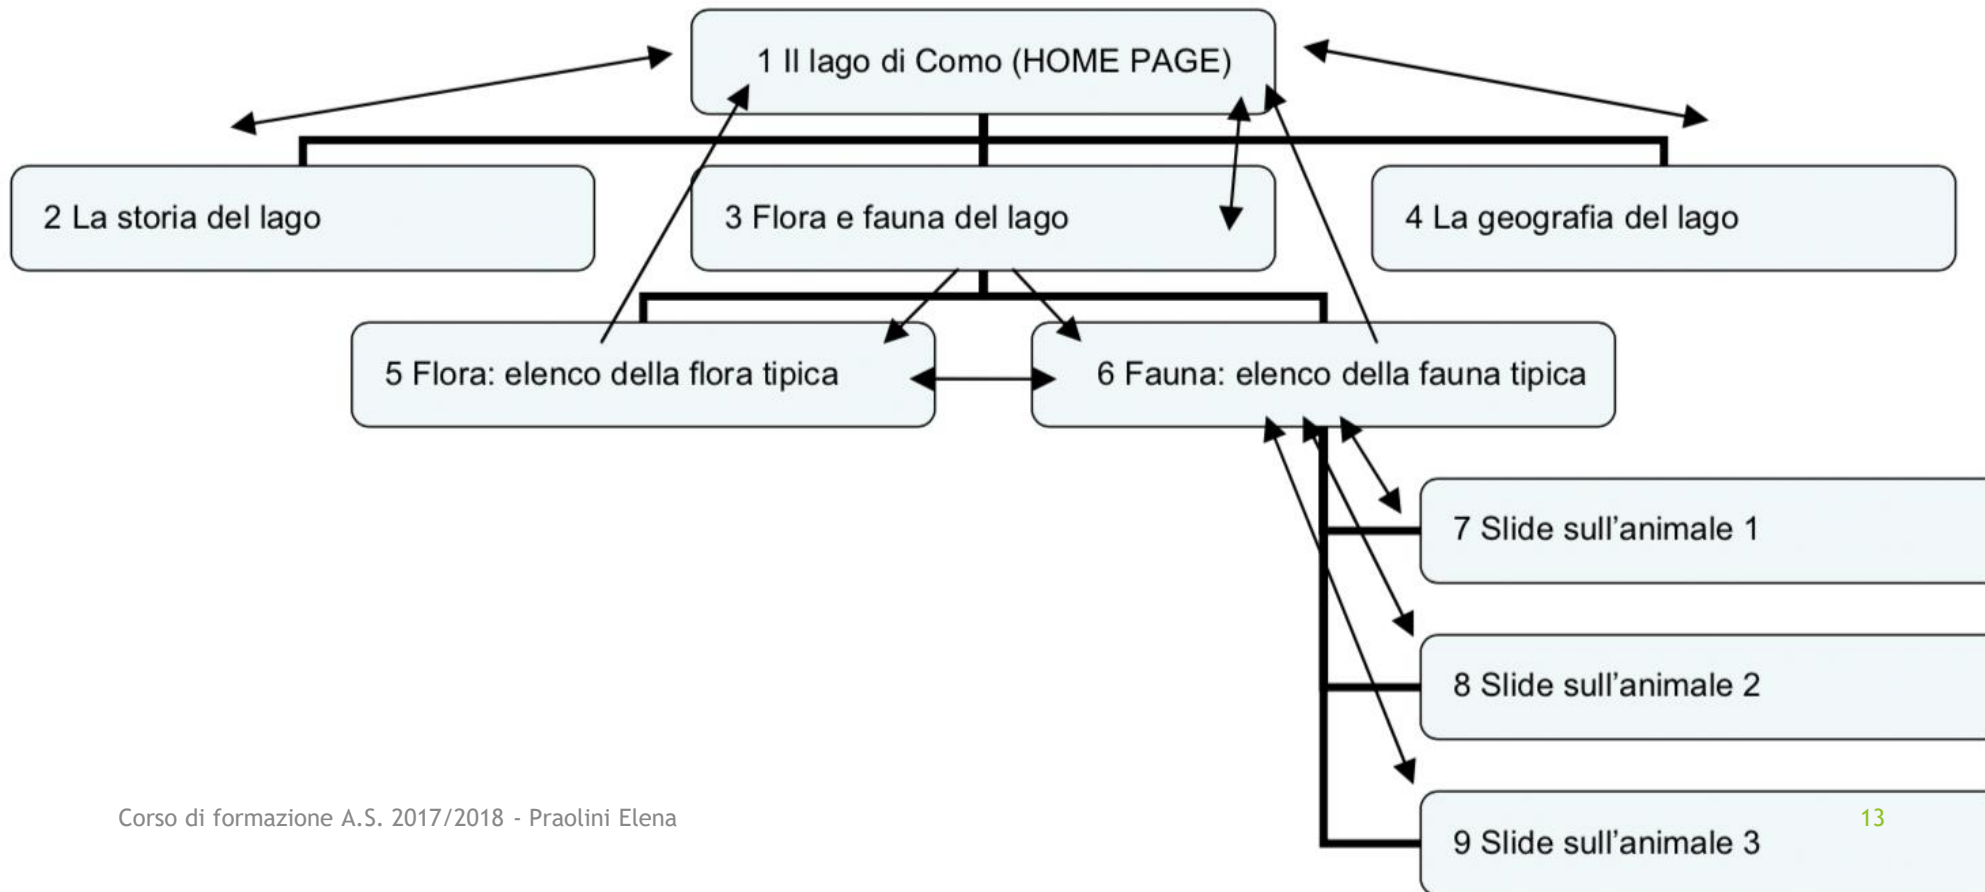 1 Il lago di Como (HOME PAGE)
2 La storia del lago
3 Flora e fauna del lago
4 La geografia del lago
5 Flora: elenco della flora tipica
6 Fauna: elenco della fauna tipica
7 Slide sull’animale 1
8 Slide sull’animale 2
9 Slide sull’animale 3
Corso di formazione A.S. 2017/2018 - Praolini Elena
13